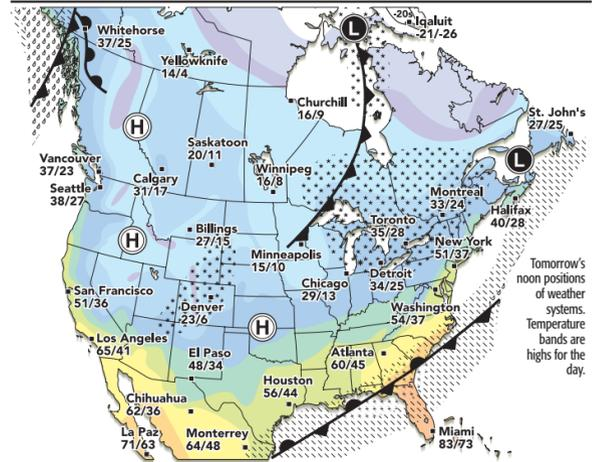 -20s
Iqaluit
-21/-26
L
Whitehorse
37/25
Yellowknife
14/4
Churchill
16/9
St. John's
27/25
H
L
Saskatoon
20/11
Vancouver
37/23
Calgary
31/17
Winnipeg
16/8
Seattle
38/27
Montreal
33/24
Halifax
40/28
Toronto
35/28
Billings
27/15
H
New York
51/37
Minneapolis
15/10
Tomorrow's
noon positions
of weather
systems.
Temperature
bands are
highs for the
day.
Detroit
34/25
Chicago
29/13
San Francisco
51/36
Denver
23/6
Washington
54/37
H
Los Angeles
65/41
El Paso
48/34
Atlanta
60/45
Houston
56/44
Chihuahua
62/36
La Paz
71/63
Monterrey
64/48
Miami
83/73